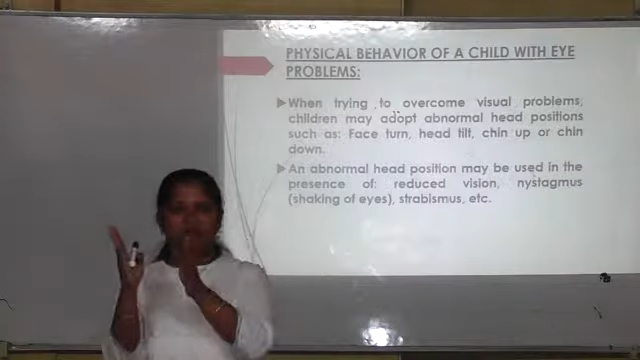 PHYSICAL BEHAVIOR OF A CHILD WITH EYE
PROBLEMS:
When trying to overcome visual problems,
children may adopt abnormal head positions
such as: Face turn, head tilt, chin up or chin
down.
An abnormal head position may be used in the
presence of: reduced vision, nystagmus
(shaking of eyes), strabismus, etc.